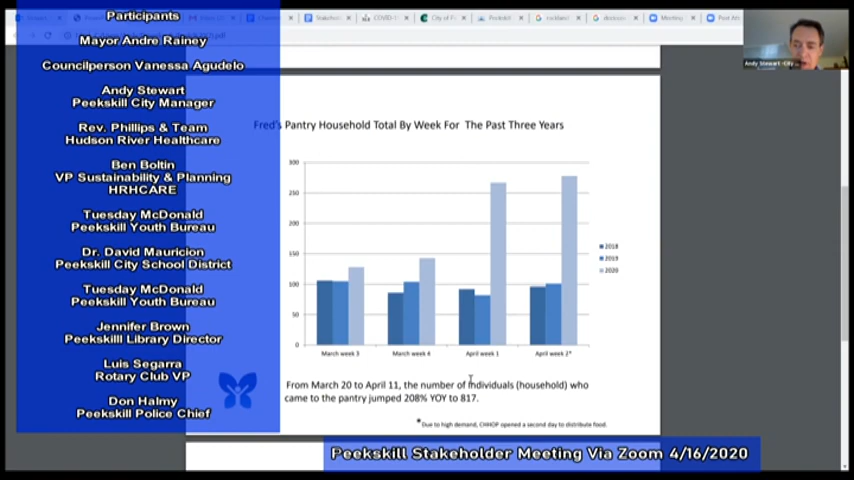 Participants
Mayor Andre Rainey
Councilperson Vanessa Agudelo
Andy Stewart
Peekskill City Manager
Rev. Phillips & Team
Hudson River Healthcare
Ben Boltin
VP Sustainability & Planning
HRHCARE
Tuesday McDonald
Peekskill Youth Bureau
Dr. David Mauricion
Peekskill City School District
Tuesday McDonald
Peekskill Youth Bureau
Jennifer Brown
Peekskilll Library Director
Luis Segarra
Rotary Club VP
Don Halmy
Peekskill Police Chief
Andy Stewart -City
Fred's Pantry Household Total By Week For The Past Three Years
300
250
200
150
100
50
0
March week 3
March week 4
April week 1
April week 2*
2018
2019
2020
From March 20 to April 11, the number of individuals (household) who
came to the pantry jumped 208% YOY to 817.
* Due to high demand, CHHOP opened a second day to distribute food.
Peekskill Stakeholder Meeting Via Zoom 4/16/2020